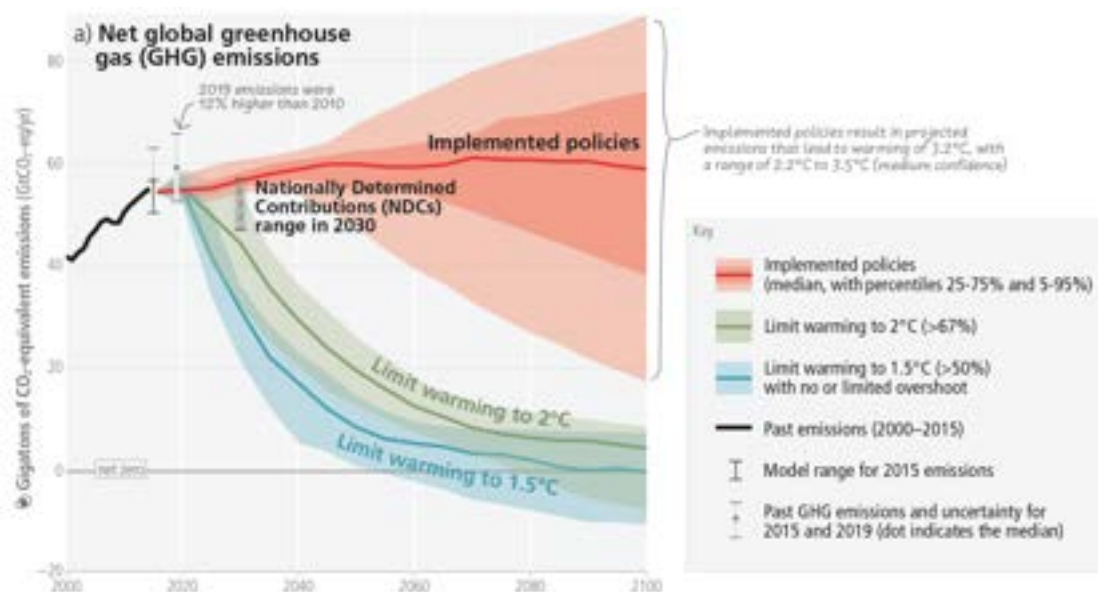 a) Net global greenhouse
gas (GHG) emissions
2019 emissions were
12% higher than 2010
Implemented policies
Nationally Determined
Contributions (NDCs)
range in 2030
Limit warming to 2°C
Limit warming to 1.5°C
net zero
Gigatons of CO₂-equivalent emissions (GtCO₂-eq/yr)
80
60
40
20
0
−20
2000
2020
2040
2060
2080
2100
Implemented policies result in projected
emissions that lead to warming of 3.2°C, with
a range of 2.2°C to 3.5°C (medium confidence)
Key
Implemented policies
(median, with percentiles 25-75% and 5-95%)
Limit warming to 2°C (>67%)
Limit warming to 1.5°C (>50%)
with no or limited overshoot
Past emissions (2000–2015)
Model range for 2015 emissions
Past GHG emissions and uncertainty for
2015 and 2019 (dot indicates the median)